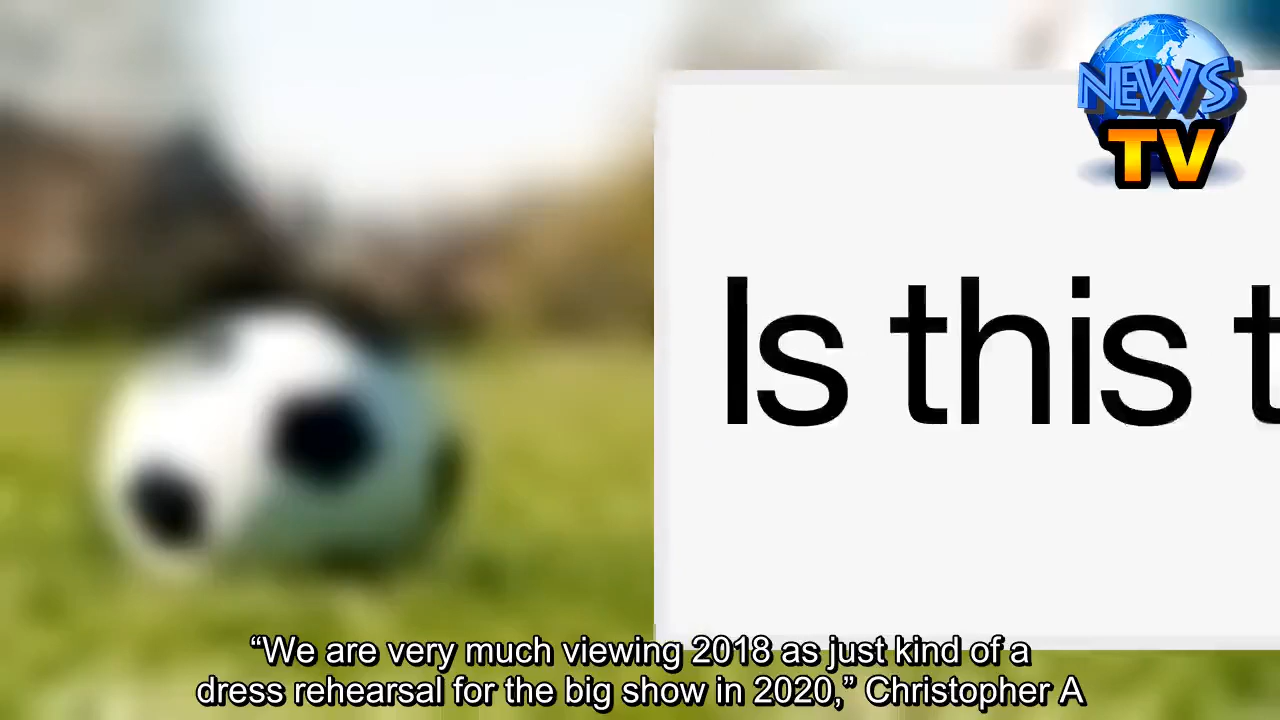 NEWS
TV
Is this t
“We are very much viewing 2018 as just kind of a
dress rehearsal for the big show in 2020,” Christopher A